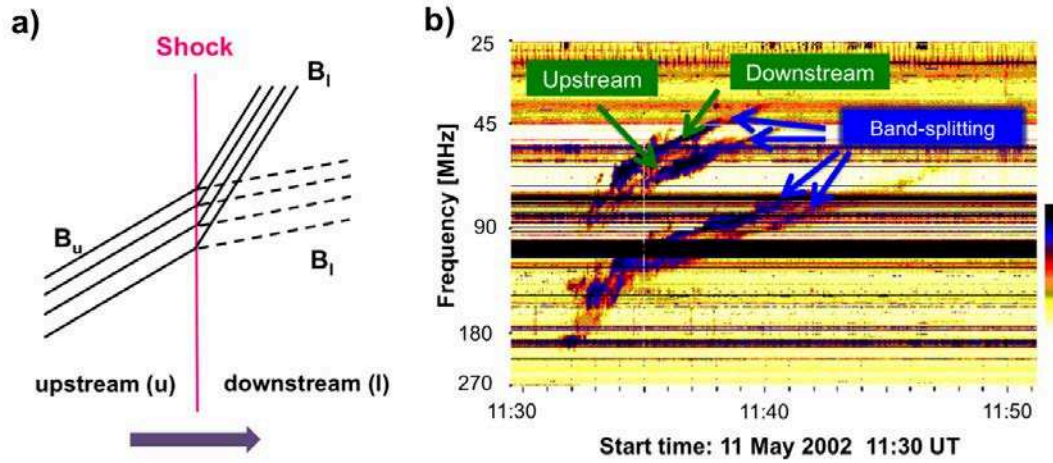 a)
Shock
B_l
B_u
B_l
upstream (u)
downstream (l)
b)
Frequency [MHz]
25
45
90
180
270
Upstream
Downstream
Band-splitting
11:30
11:40
11:50
Start time: 11 May 2002 11:30 UT